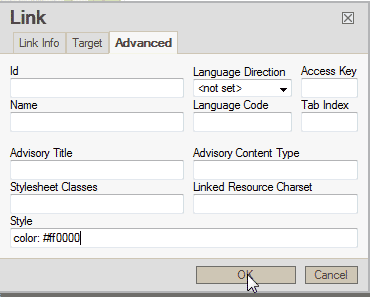 Link
Link Info Target Advanced
Id Language Direction Access Key
<not set>
Name Language Code Tab Index
Advisory Title Advisory Content Type
Stylesheet Classes Linked Resource Charset
Style
color: #ff0000
OK Cancel